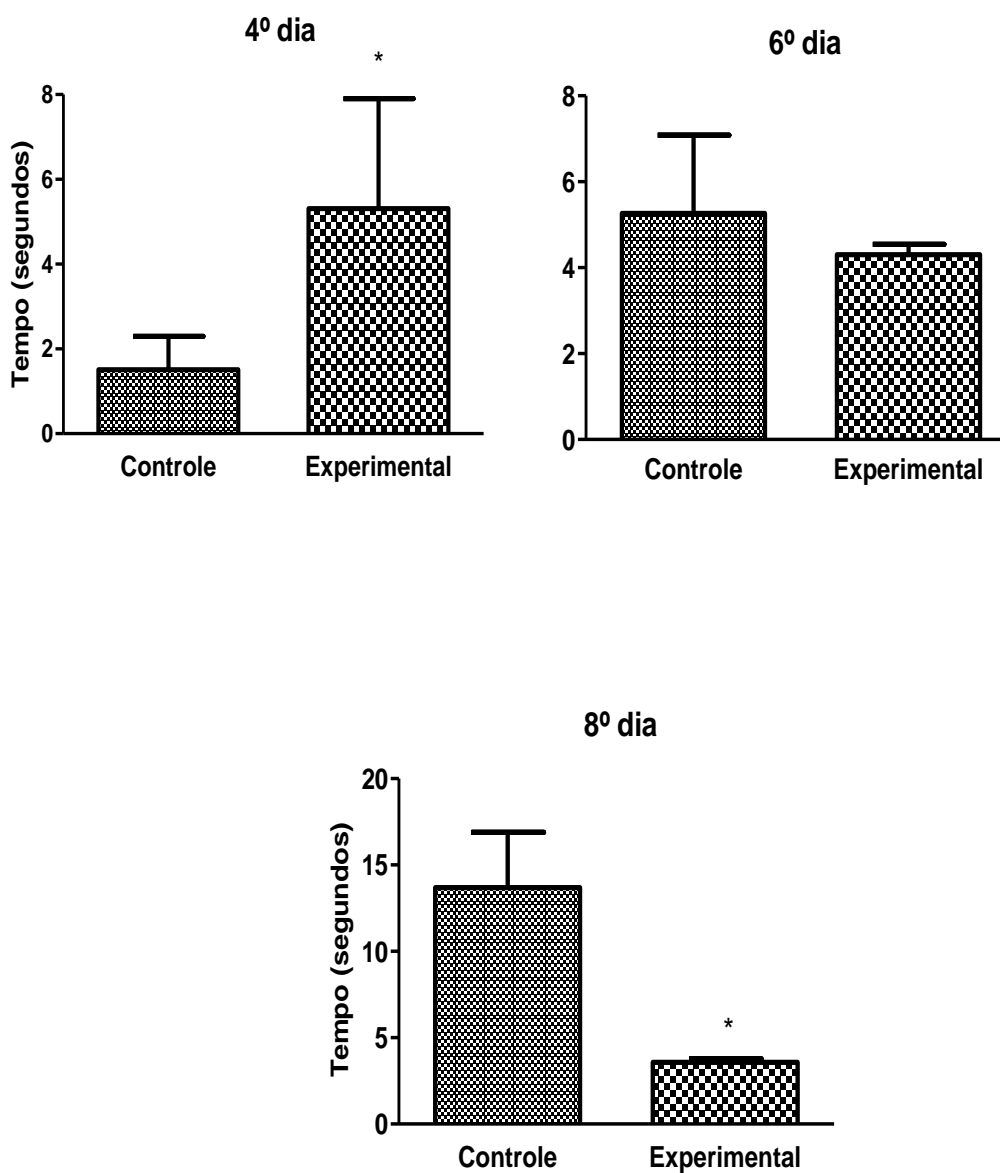 4º dia
*
8
6
4
2
0
Tempo (segundos)
Controle Experimental
6º dia
8
6
4
2
0
Controle Experimental
8º dia
20
15
10
5
0
Tempo (segundos)
*
Controle Experimental